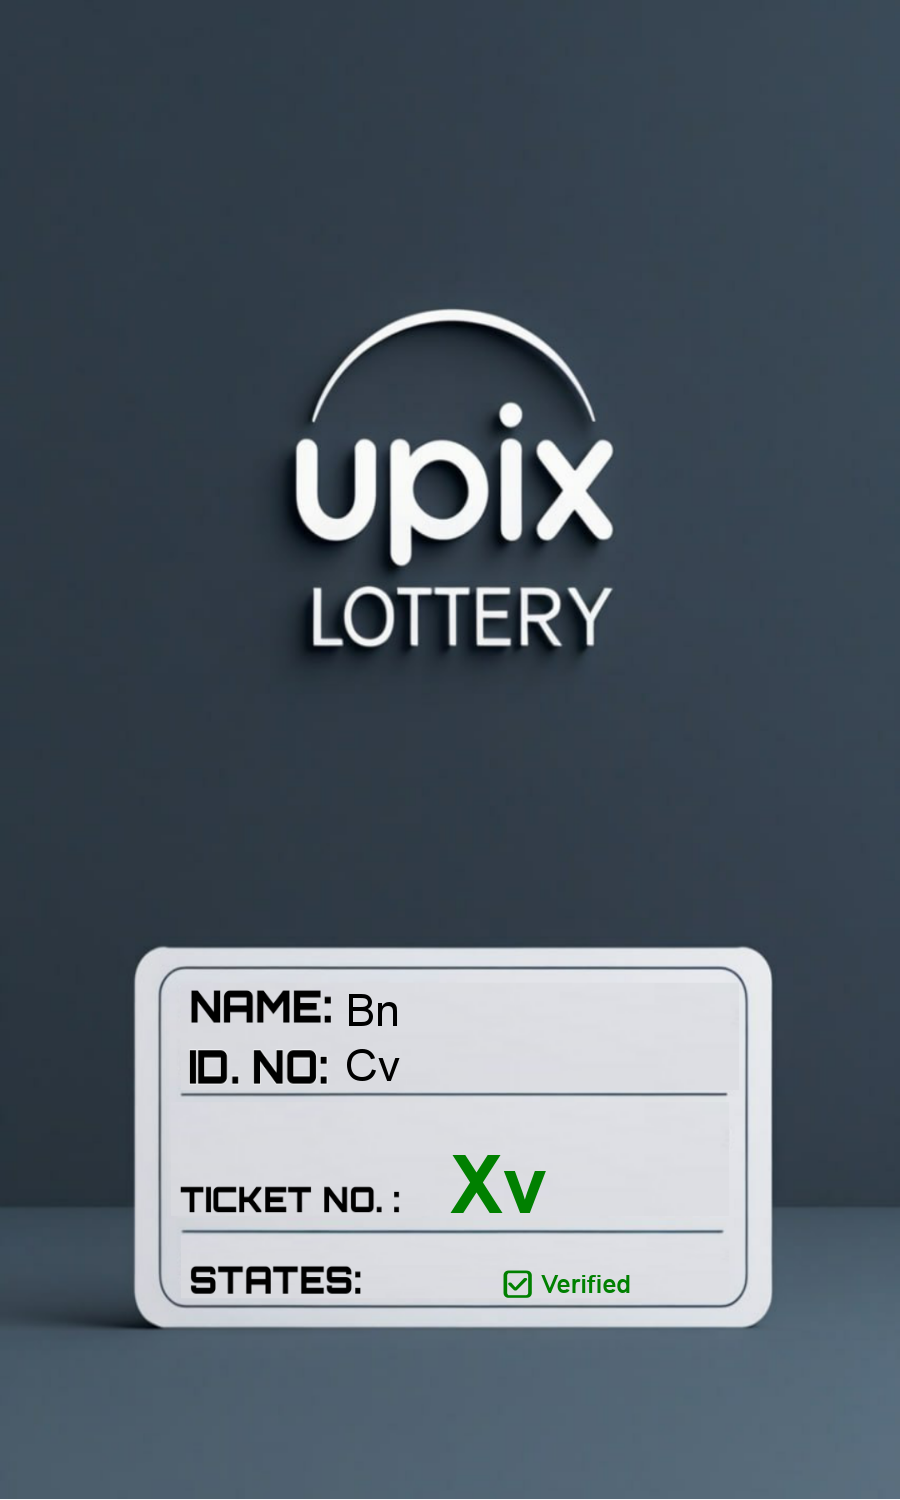 upix
LOTTERY
NAME: Bn
ID. NO: Cv
TICKET NO. : Xv
STATES: Verified